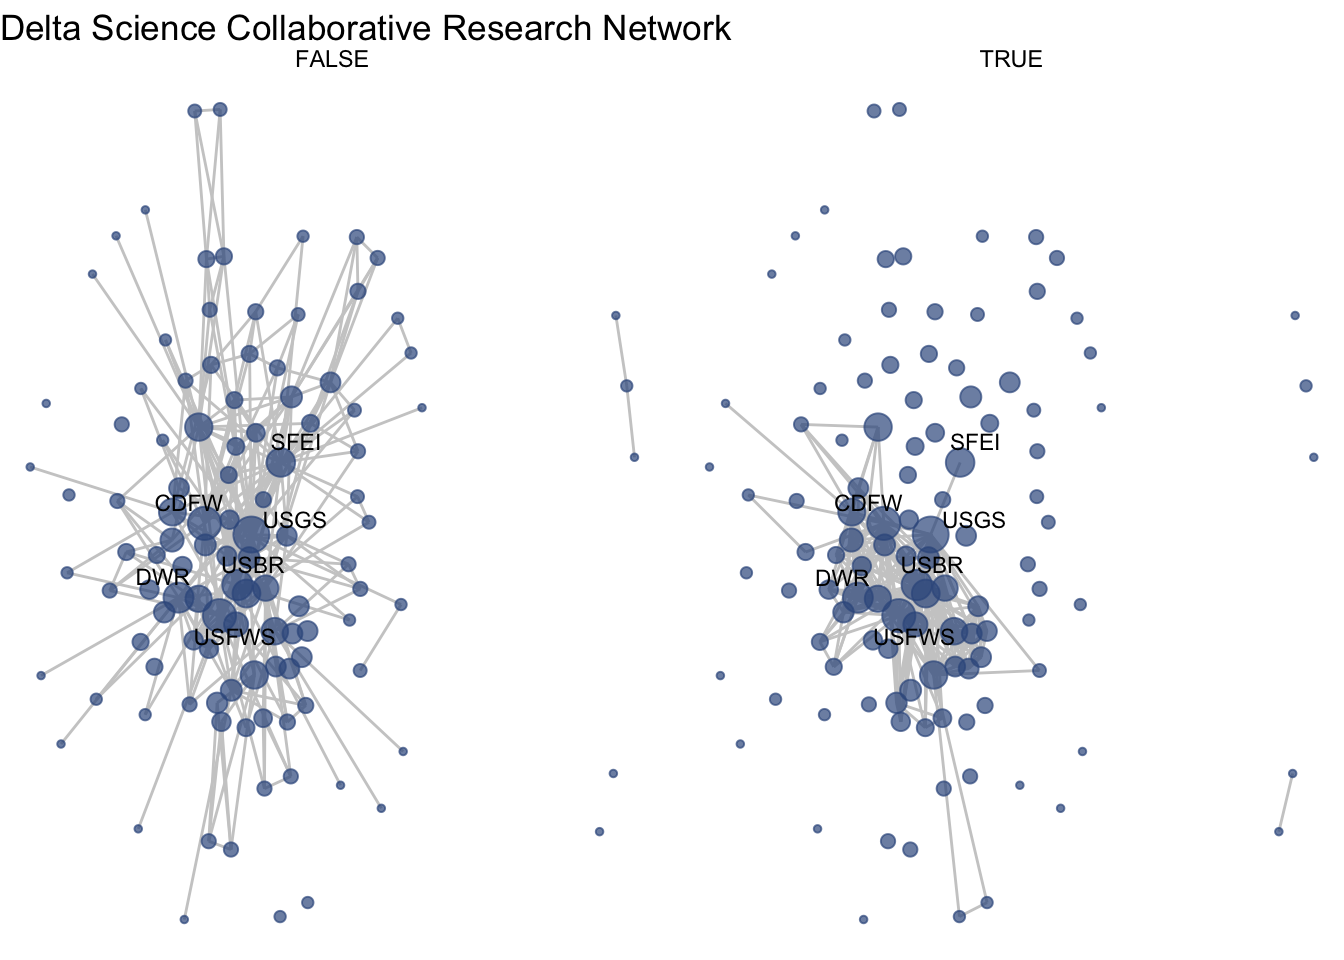 Delta Science Collaborative Research Network
FALSE
TRUE
SFEI
CDFW
USGS
USBR
DWR
USFWS
SFEI
CDFW
USGS
USBR
DWR
USFWS